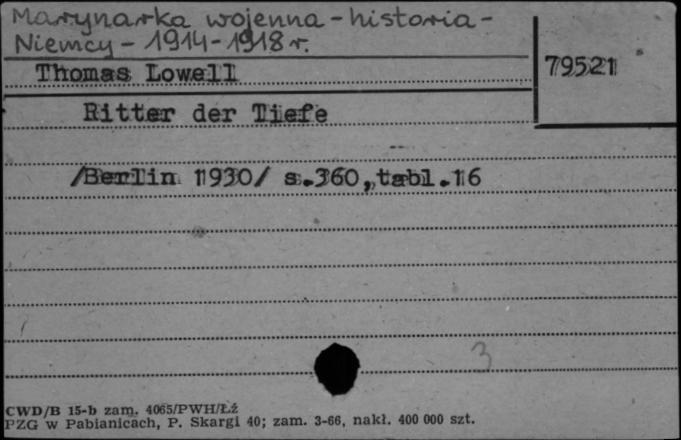 Marynarka wojenna - historia -
Niemcy - 1914-1918 r.
Thomas Lowell
79521
Ritter der Tiefe
/Berlin 1930/ s.360, tabl.16
3
CWD/B 15-b zam. 4065/PWH/Łź
PZG w Pabianicach, P. Skargi 40; zam. 3-66, nakł. 400 000 szt.